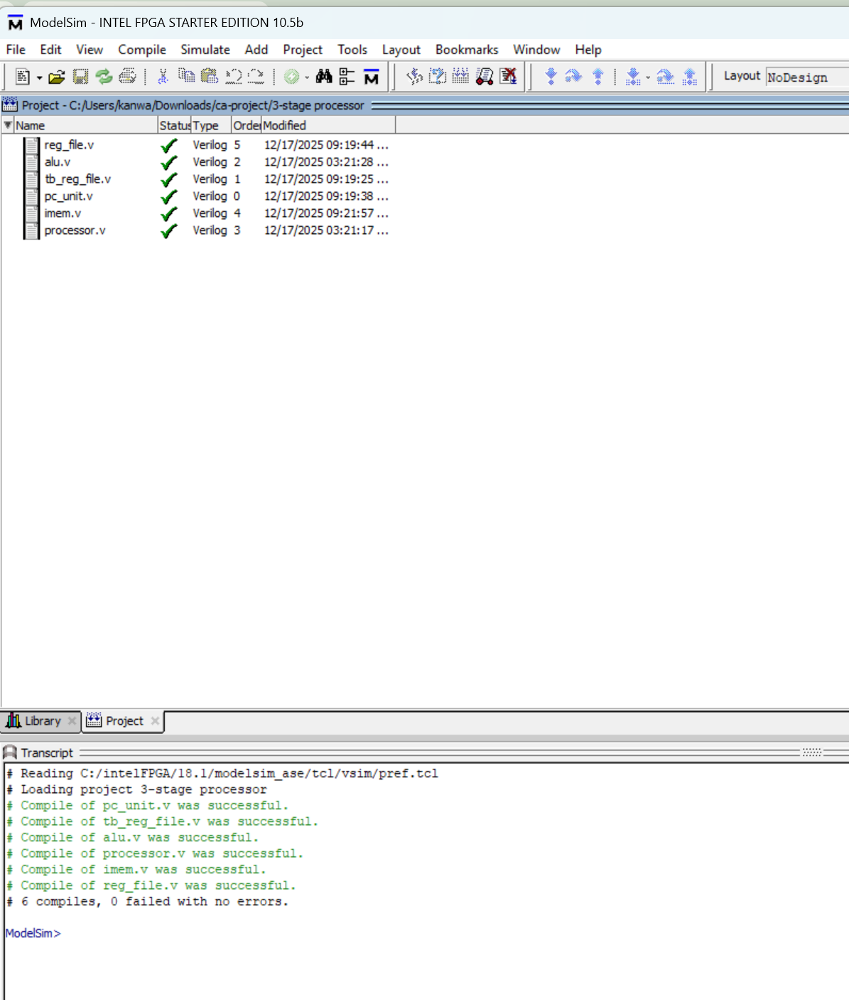 ModelSim - INTEL FPGA STARTER EDITION 10.5b
File Edit View Compile Simulate Add Project Tools Layout Bookmarks Window Help
Layout NoDesign
Project - C:/Users/kanwa/Downloads/ca-project/3-stage processor
Name Status Type Order Modified
reg_file.v Verilog 5 12/17/2025 09:19:44 ...
alu.v Verilog 2 12/17/2025 03:21:28 ...
tb_reg_file.v Verilog 1 12/17/2025 09:19:25 ...
pc_unit.v Verilog 0 12/17/2025 09:19:38 ...
imem.v Verilog 4 12/17/2025 09:21:57 ...
processor.v Verilog 3 12/17/2025 03:21:17 ...
Library Project
Transcript
# Reading C:/intelFPGA/18.1/modelsim_ase/tcl/vsim/pref.tcl
# Loading project 3-stage processor
# Compile of pc_unit.v was successful.
# Compile of tb_reg_file.v was successful.
# Compile of alu.v was successful.
# Compile of processor.v was successful.
# Compile of imem.v was successful.
# Compile of reg_file.v was successful.
# 6 compiles, 0 failed with no errors.
ModelSim>